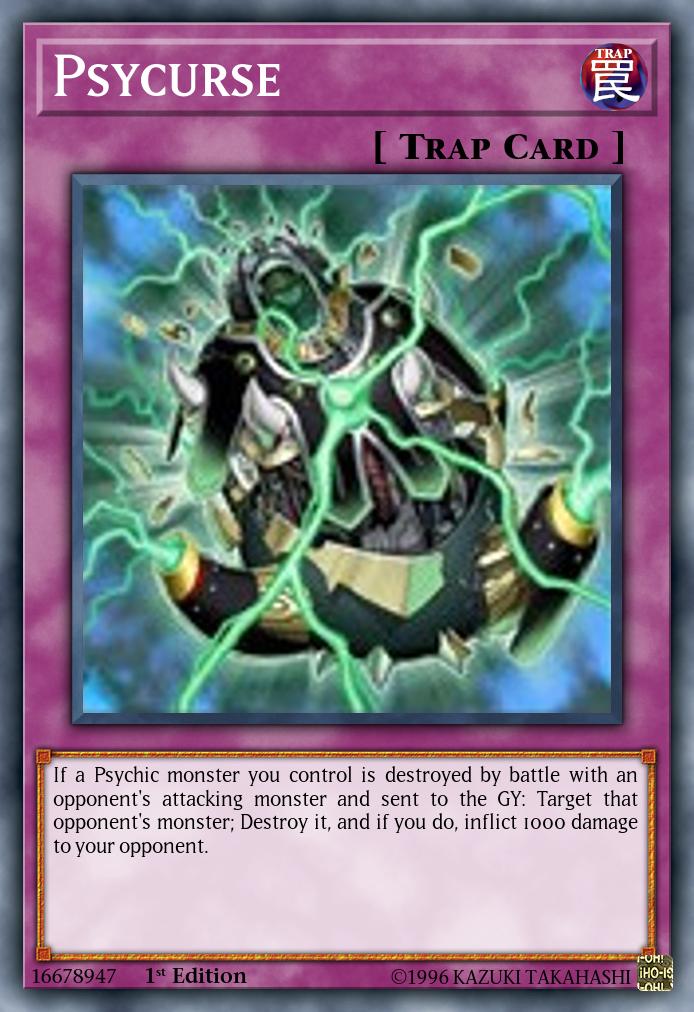 PSYCURSE
TRAP
罠
[ TRAP CARD ]
If a Psychic monster you control is destroyed by battle with an
opponent's attacking monster and sent to the GY: Target that
opponent's monster; Destroy it, and if you do, inflict 1000 damage
to your opponent.
16678947 1st Edition ©1996 KAZUKI TAKAHASHI